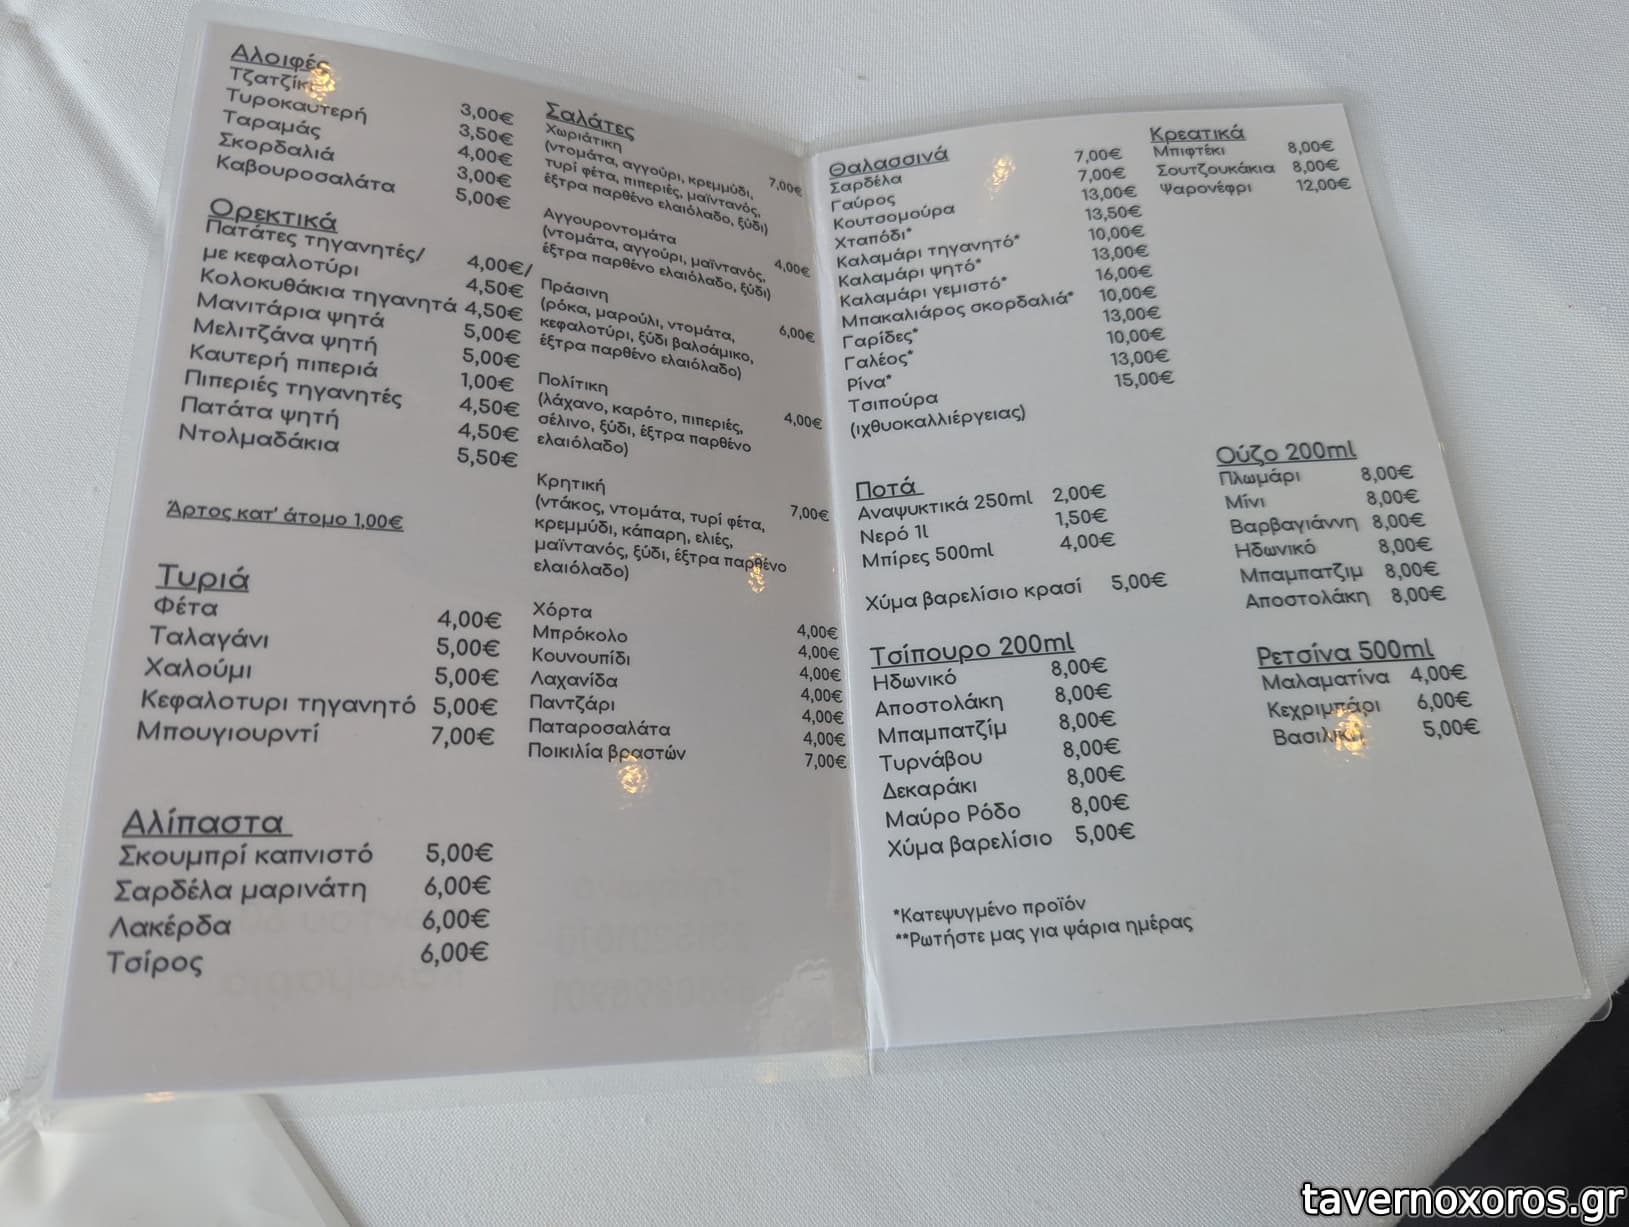 Αλοιφές
Τζατζίκι 3,00€
Τυροκαυτερή 3,50€
Ταραμάς 4,00€
Σκορδαλιά 3,00€
Καβουροσαλάτα 5,00€
Ορεκτικά
Πατάτες τηγανητές/ 4,00€/
με κεφαλοτύρι 4,50€
Κολοκυθάκια τηγανητά 4,50€
Μανιτάρια ψητά 5,00€
Μελιτζάνα ψητή 5,00€
Καυτερή πιπεριά 1,00€
Πιπεριές τηγανητές 4,50€
Πατάτα ψητή 4,50€
Ντολμαδάκια 5,50€
Άρτος κατ' άτομο 1,00€
Τυριά
Φέτα 4,00€
Ταλαγάνι 5,00€
Χαλούμι 5,00€
Κεφαλοτυρι τηγανητό 5,00€
Μπουγιουρντί 7,00€
Αλίπαστα
Σκουμπρί καπνιστό 5,00€
Σαρδέλα μαρινάτη 6,00€
Λακέρδα 6,00€
Τσίρος 6,00€
Σαλάτες
Χωριάτικη 7,00€
(ντομάτα, αγγούρι, κρεμμύδι,
τυρί φέτα, πιπεριές, μαϊντανός,
έξτρα παρθένο ελαιόλαδο, ξύδι)
Αγγουροντομάτα 4,00€
(ντομάτα, αγγούρι, μαϊντανός,
έξτρα παρθένο ελαιόλαδο, ξύδι)
Πράσινη 6,00€
(ρόκα, μαρούλι, ντομάτα,
κεφαλοτύρι, ξύδι βαλσάμικο,
έξτρα παρθένο ελαιόλαδο)
Πολίτικη 4,00€
(λάχανο, καρότο, πιπεριές,
σέλινο, ξύδι, έξτρα παρθένο
ελαιόλαδο)
Κρητική 7,00€
(ντάκος, ντομάτα, τυρί φέτα,
κρεμμύδι, κάπαρη, ελιές,
μαϊντανός, ξύδι, έξτρα παρθένο
ελαιόλαδο)
Χόρτα 4,00€
Μπρόκολο 4,00€
Κουνουπίδι 4,00€
Λαχανίδα 4,00€
Παντζάρι 4,00€
Παταροσαλάτα 4,00€
Ποικιλία βραστών 7,00€
Θαλασσινά
Σαρδέλα 7,00€
Γαύρος 7,00€
Κουτσομούρα 13,00€
Χταπόδι* 13,50€
Καλαμάρι τηγανητό* 10,00€
Καλαμάρι ψητό* 13,00€
Καλαμάρι γεμιστό* 16,00€
Μπακαλιάρος σκορδαλιά* 10,00€
Γαρίδες* 13,00€
Γαλέος* 10,00€
Ρίνα* 13,00€
Τσιπούρα 15,00€
(ιχθυοκαλλιέργειας)
Κρεατικά
Μπιφτέκι 8,00€
Σουτζουκάκια 8,00€
Ψαρονέφρι 12,00€
Ποτά
Αναψυκτικά 250ml 2,00€
Νερό 1l 1,50€
Μπίρες 500ml 4,00€
Χύμα βαρελίσιο κρασί 5,00€
Τσίπουρο 200ml
Ηδωνικό 8,00€
Αποστολάκη 8,00€
Μπαμπατζίμ 8,00€
Τυρνάβου 8,00€
Δεκαράκι 8,00€
Μαύρο Ρόδο 8,00€
Χύμα βαρελίσιο 5,00€
Ούζο 200ml
Πλωμάρι 8,00€
Μίνι 8,00€
Βαρβαγιάννη 8,00€
Ηδωνικό 8,00€
Μπαμπατζιμ 8,00€
Αποστολάκη 8,00€
Ρετσίνα 500ml
Μαλαματίνα 4,00€
Κεχριμπάρι 6,00€
Βασιλική 5,00€
*Κατεψυγμένο προϊόν
**Ρωτήστε μας για ψάρια ημέρας
tavernoxoros.gr